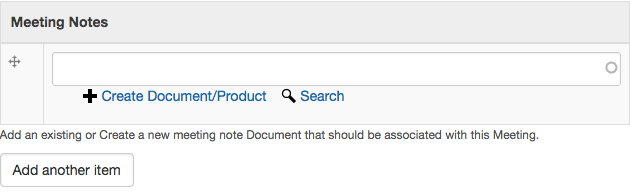 Meeting Notes
Create Document/Product Search
Add an existing or Create a new meeting note Document that should be associated with this Meeting.
Add another item